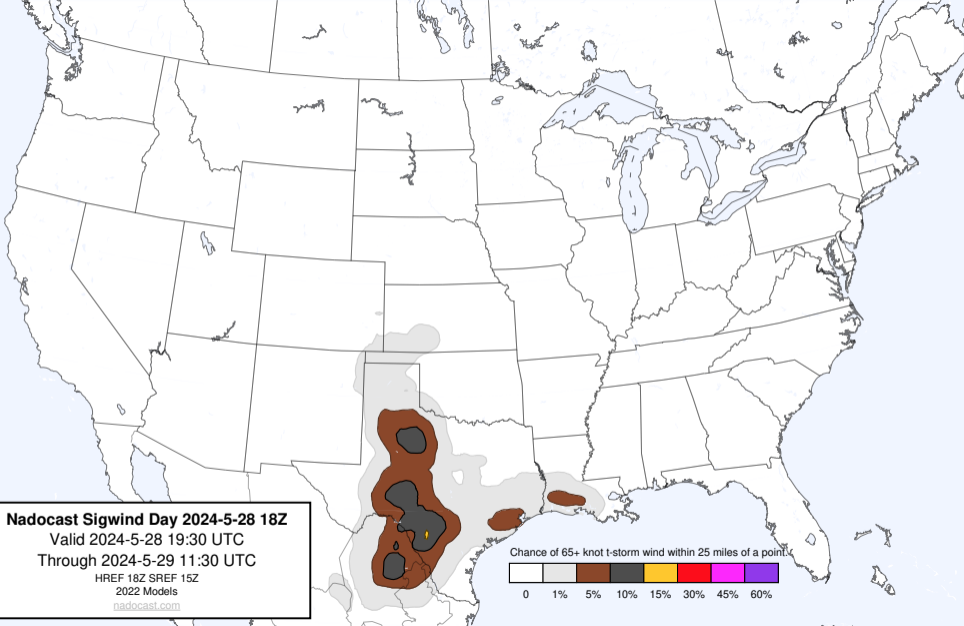 Nadocast Sigwind Day 2024-5-28 18Z
Valid 2024-5-28 19:30 UTC
Through 2024-5-29 11:30 UTC
HREF 18Z SREF 15Z
2022 Models
nadocast.com
Chance of 65+ knot t-storm wind within 25 miles of a point.
0 1% 5% 10% 15% 30% 45% 60%